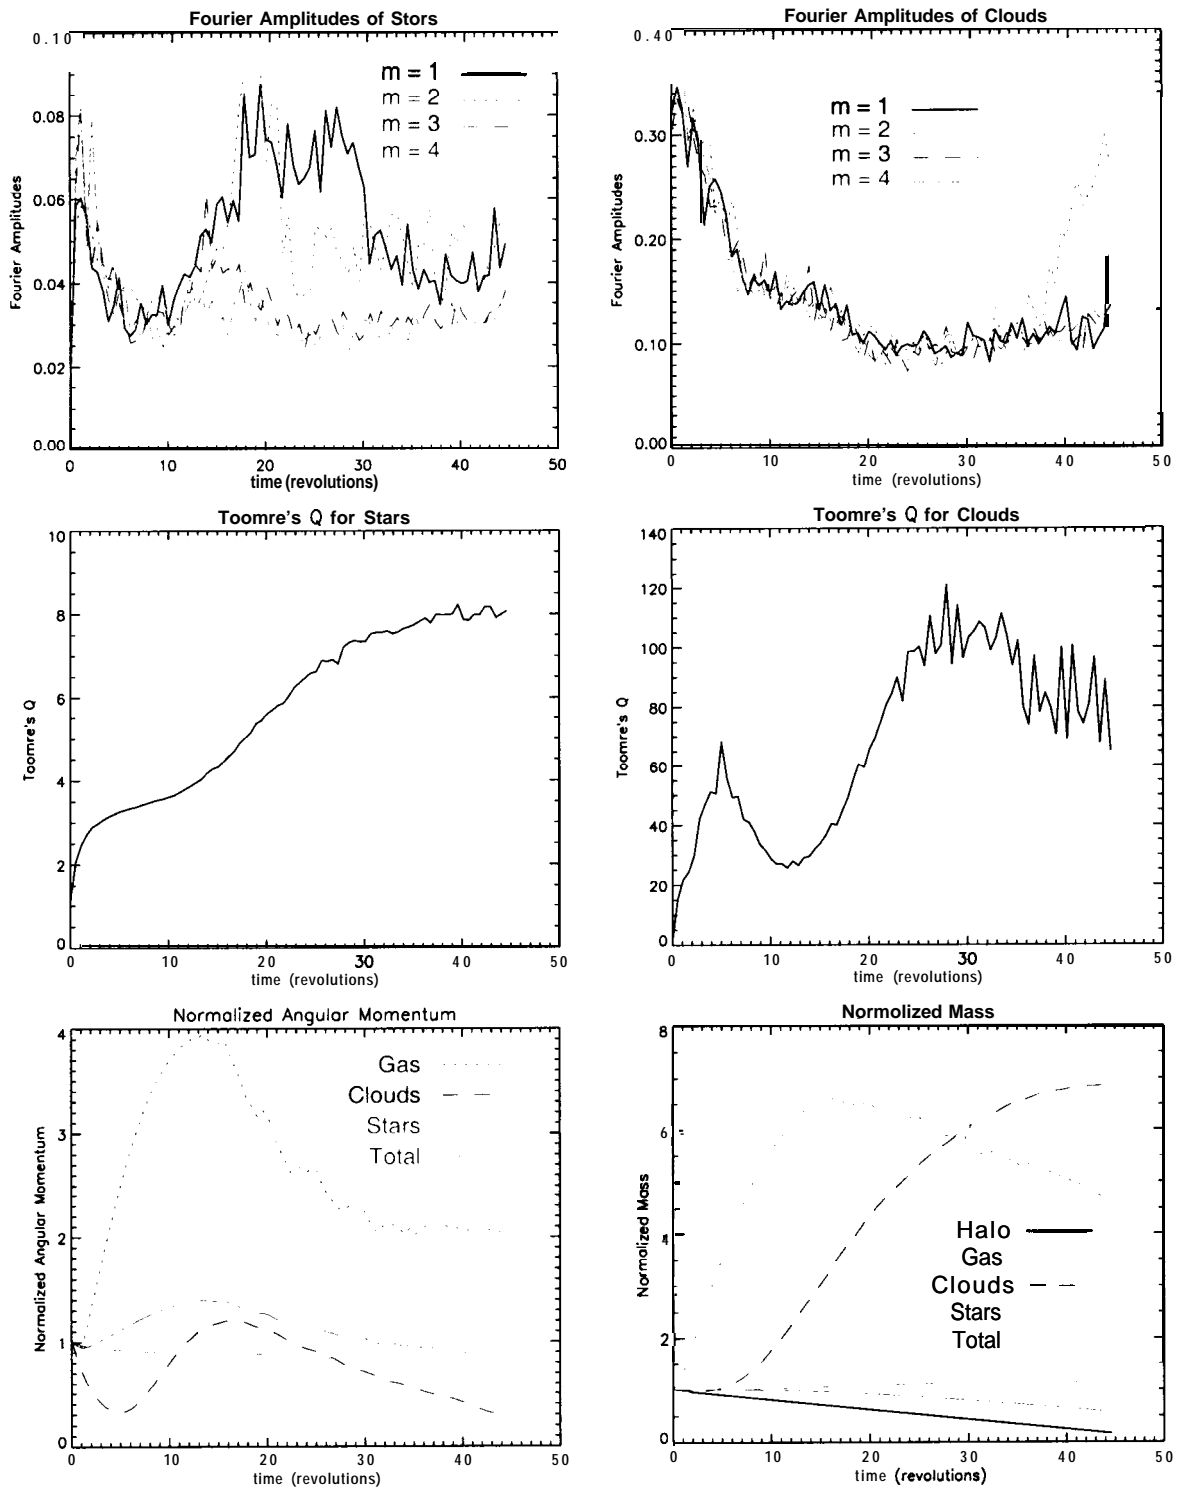 Fourier Amplitudes of Stors
0.10
0.08
0.06
0.04
0.02
0.00
Fourier Amplitudes
m = 1
m = 2
m = 3
m = 4
0 10 20 30 40 50
time (revolutions)
Fourier Amplitudes of Clouds
0.40
0.30
0.20
0.10
0.00
Fourier Amplitudes
m = 1
m = 2
m = 3
m = 4
0 10 20 30 40 50
time (revolutions)
Toomre's Q for Stars
10
8
6
4
2
0
Toomre's Q
0 10 20 30 40 50
time (revolutions)
Toomre's Q for Clouds
140
120
100
80
60
40
20
0
Toomre's Q
0 10 20 30 40 50
time (revolutions)
Normalized Angular Momentum
4
3
2
1
0
Normalized Angular Momentum
Gas
Clouds
Stars
Total
0 10 20 30 40 50
time (revolutions)
Normalized Mass
8
6
4
2
0
Normalized Mass
Halo
Gas
Clouds
Stars
Total
0 10 20 30 40 50
time (revolutions)